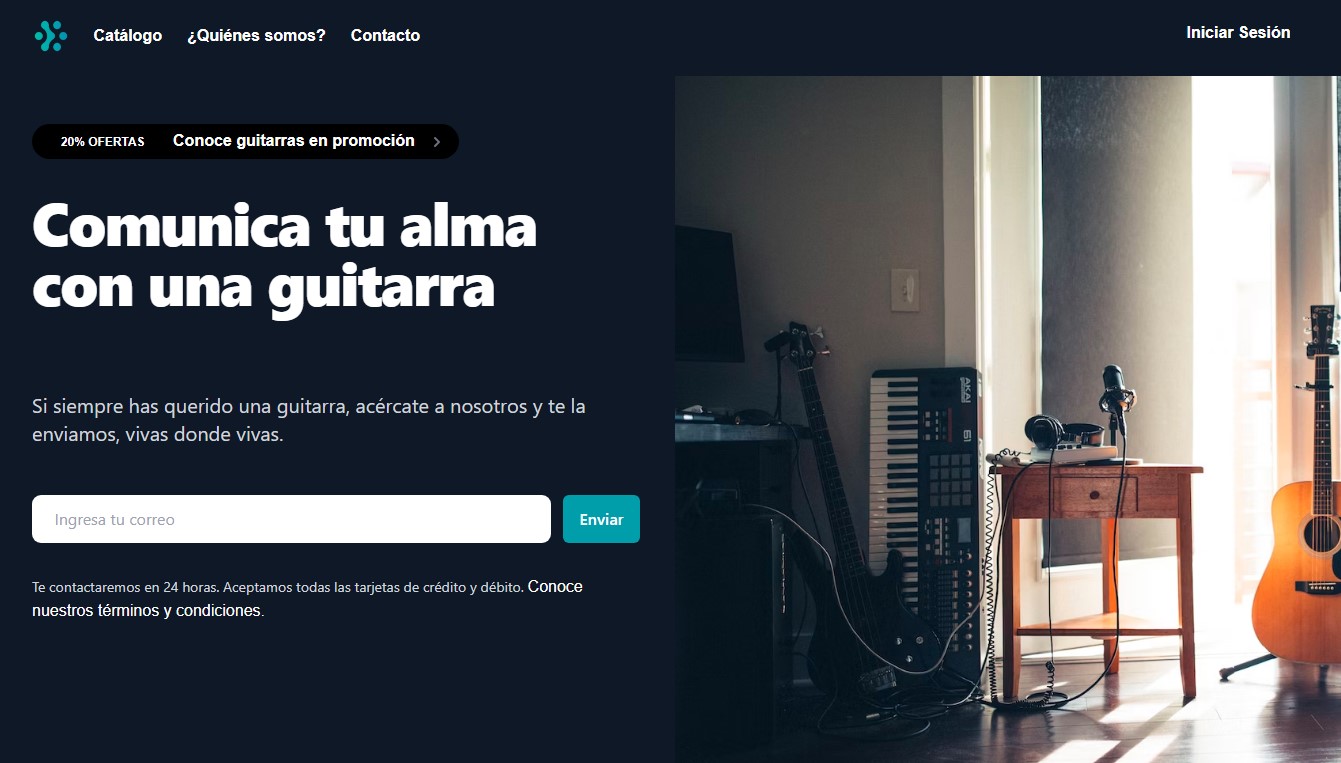 Catálogo ¿Quiénes somos? Contacto Iniciar Sesión
20% OFERTAS Conoce guitarras en promoción
Comunica tu alma
con una guitarra
Si siempre has querido una guitarra, acércate a nosotros y te la
enviamos, vivas donde vivas.
Ingresa tu correo Enviar
Te contactaremos en 24 horas. Aceptamos todas las tarjetas de crédito y débito. Conoce
nuestros términos y condiciones.
AKAI
61